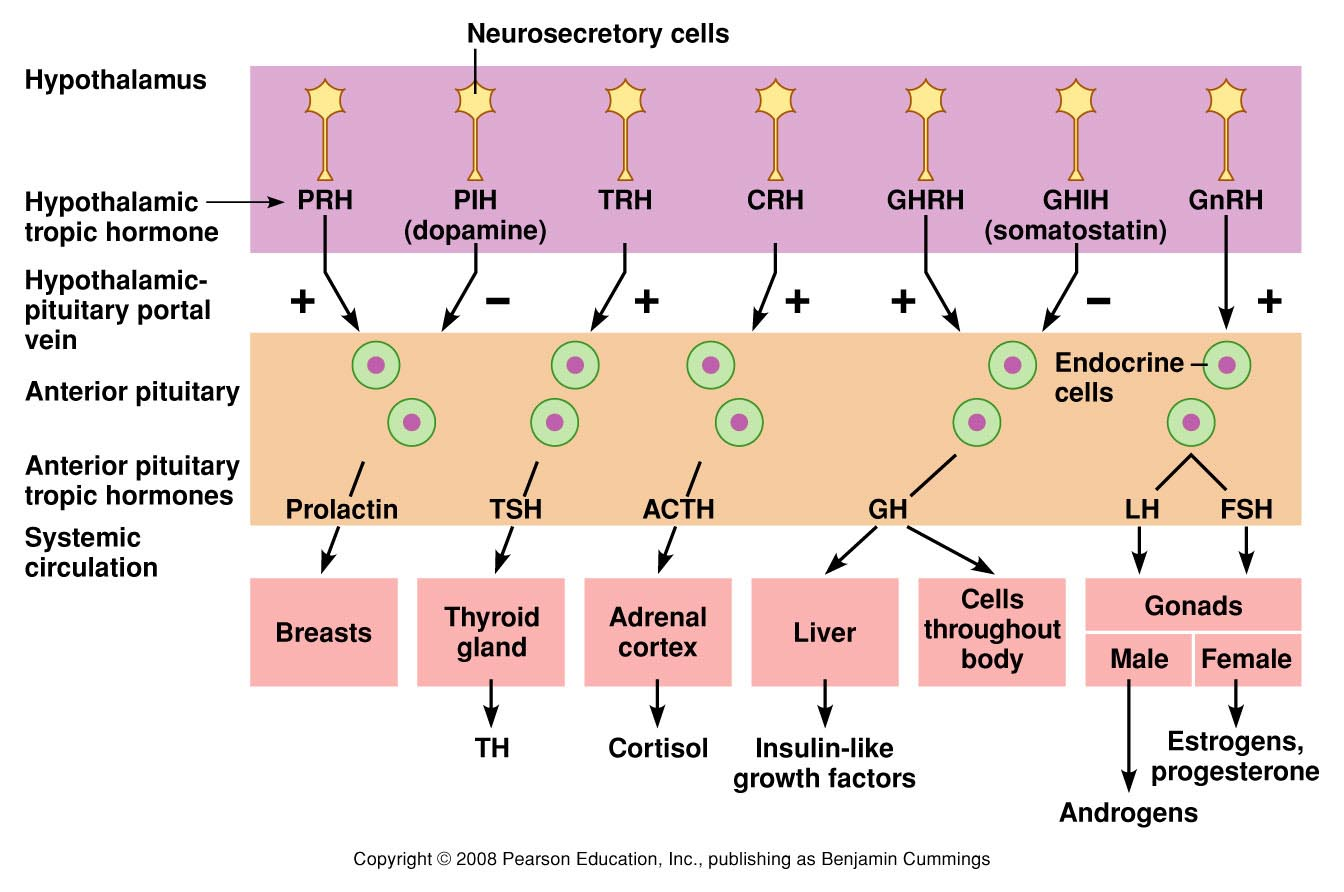 Neurosecretory cells
Hypothalamus
Hypothalamic
tropic hormone
PRH
PIH
(dopamine)
TRH
CRH
GHRH
GHIH
(somatostatin)
GnRH
Hypothalamic-
pituitary portal
vein
+
−
+
+
+
−
+
Anterior pituitary
Endocrine
cells
Anterior pituitary
tropic hormones
Prolactin
TSH
ACTH
GH
LH
FSH
Systemic
circulation
Breasts
Thyroid
gland
Adrenal
cortex
Liver
Cells
throughout
body
Gonads
Male
Female
TH
Cortisol
Insulin-like
growth factors
Androgens
Estrogens,
progesterone
Copyright © 2008 Pearson Education, Inc., publishing as Benjamin Cummings